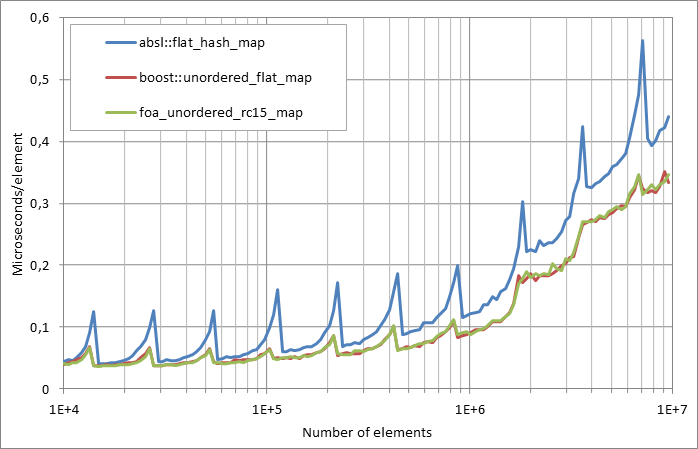 0,6
absl::flat_hash_map
0,5
boost::unordered_flat_map
foa_unordered_rc15_map
0,4
Microseconds/element
0,3
0,2
0,1
0
1E+4
1E+5
1E+6
1E+7
Number of elements